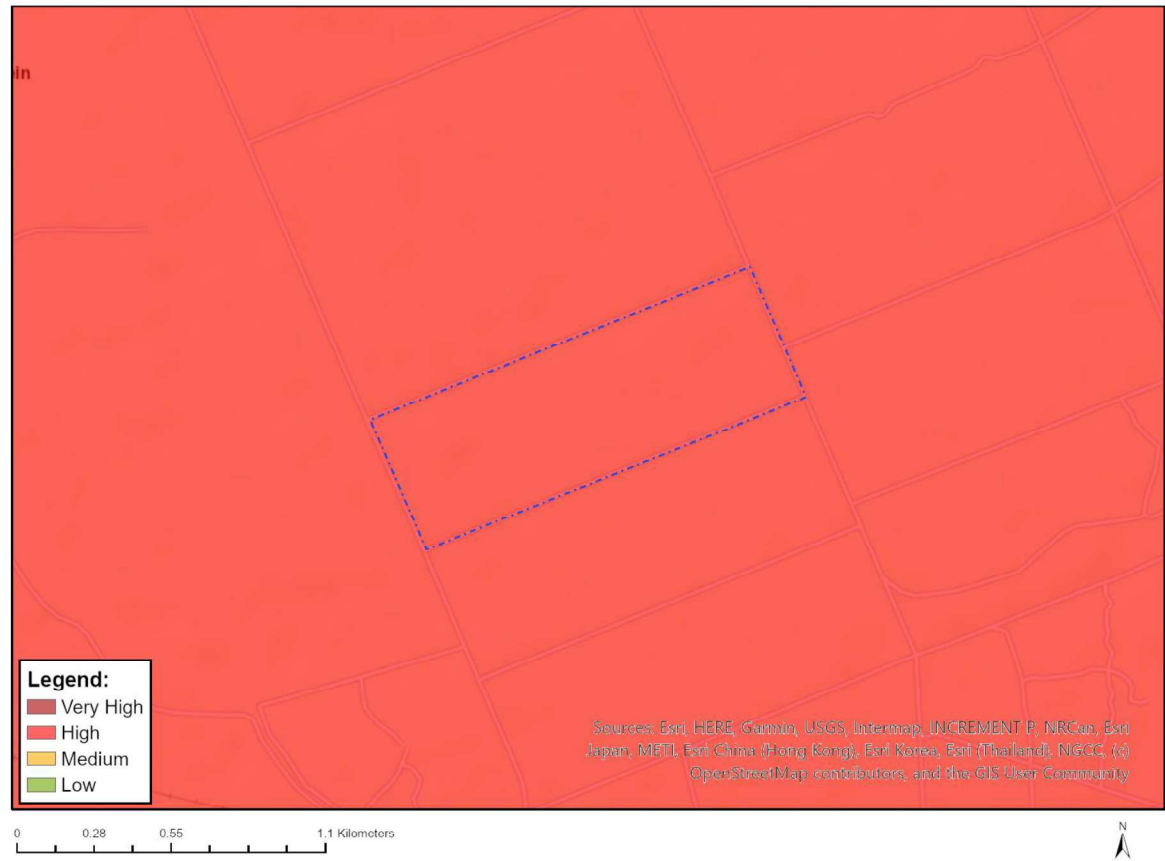 in
Legend:
Very High
High
Medium
Low
Sources: Esri, HERE, Garmin, USGS, Intermap, INCREMENT P, NRCan, Esri
Japan, METI, Esri China (Hong Kong), Esri Korea, Esri (Thailand), NGCC, (c)
OpenStreetMap contributors, and the GIS User Community
0 0.28 0.55 1.1 Kilometers
N